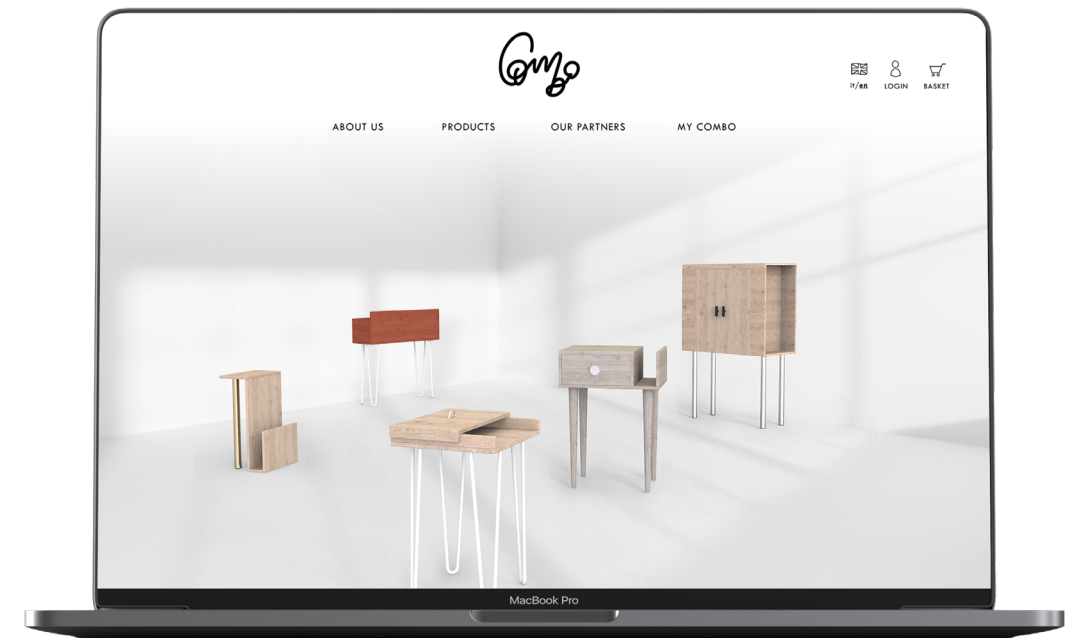 Combo
it/en
LOGIN
BASKET
ABOUT US
PRODUCTS
OUR PARTNERS
MY COMBO
MacBook Pro